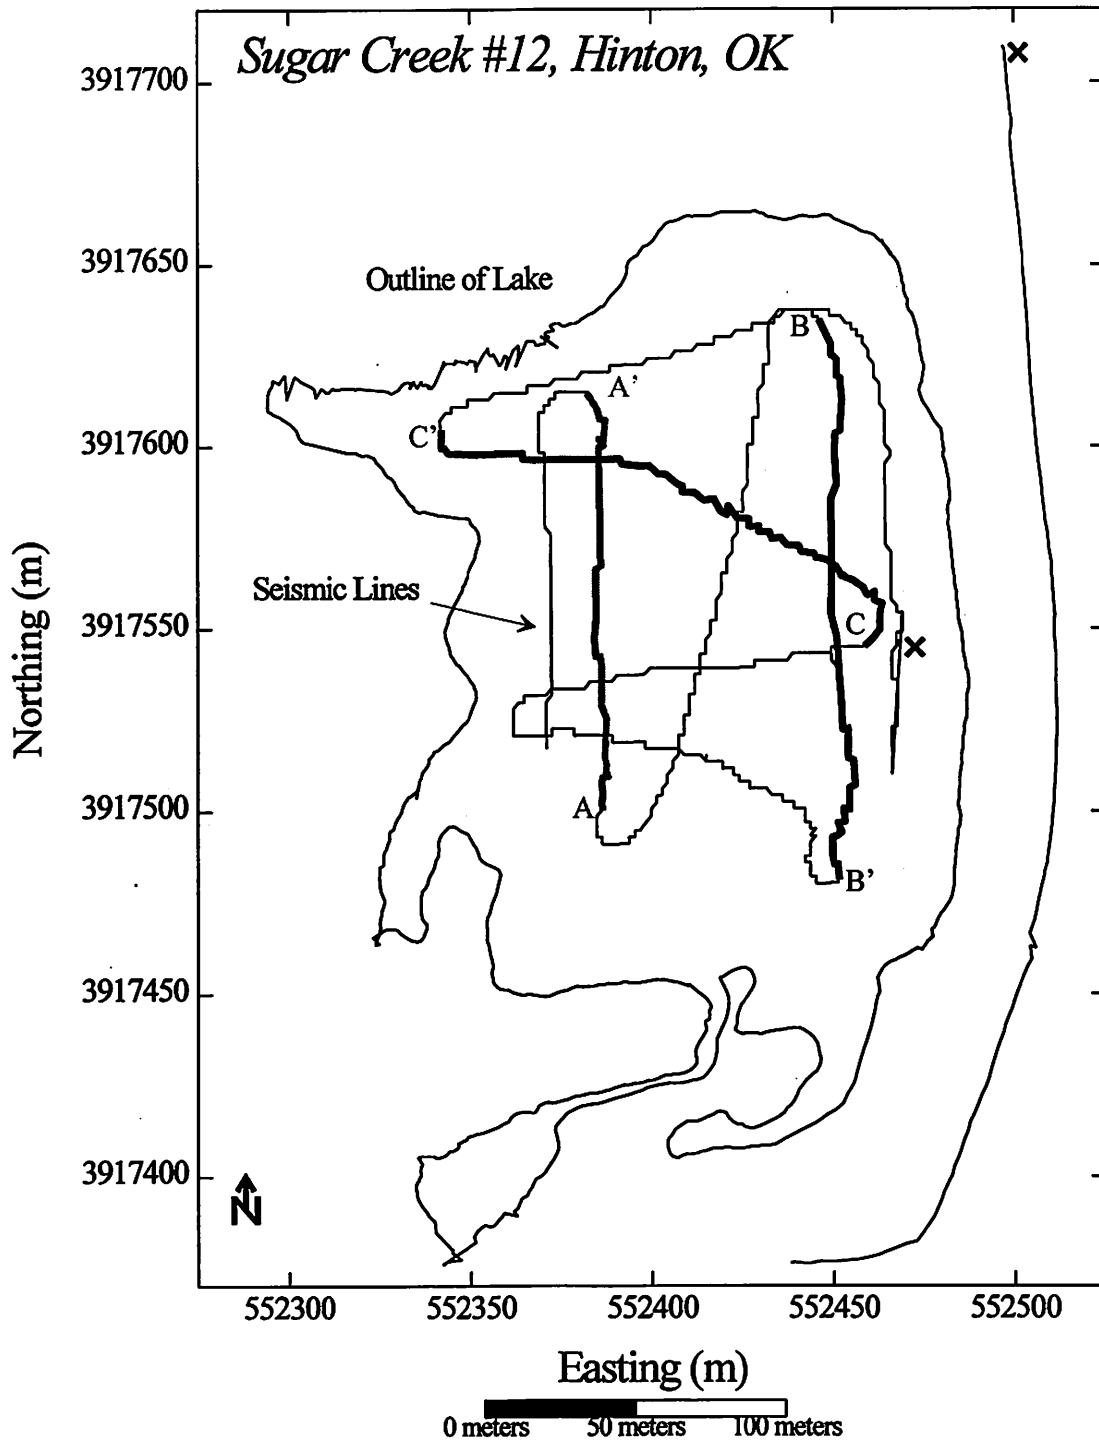 Sugar Creek #12, Hinton, OK
3917700
3917650
Outline of Lake
B
A'
C'
3917600
Seismic Lines
3917550
C
Northing (m)
A
3917500
B'
3917450
3917400
N
552300
552350
552400
552450
552500
Easting (m)
0 meters
50 meters
100 meters